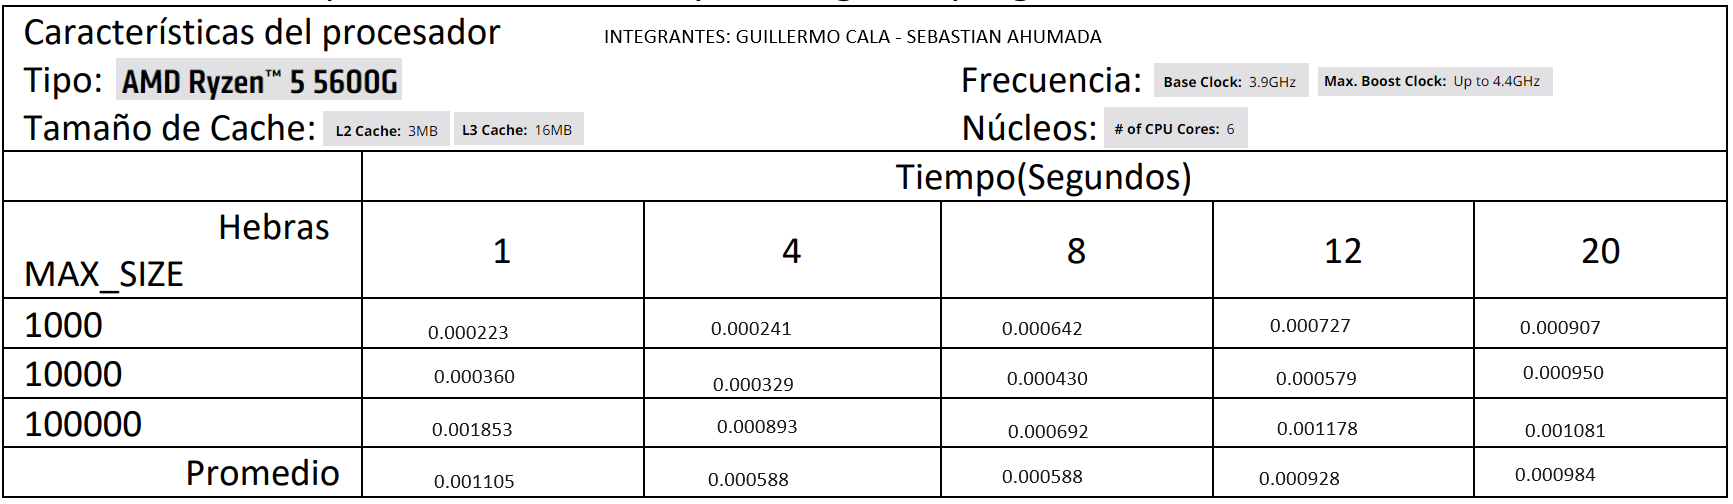 Características del procesador INTEGRANTES: GUILLERMO CALA - SEBASTIAN AHUMADA
Tipo: AMD Ryzen™ 5 5600G Frecuencia: Base Clock: 3.9GHz Max. Boost Clock: Up to 4.4GHz
Tamaño de Cache: L2 Cache: 3MB L3 Cache: 16MB Núcleos: # of CPU Cores: 6
Tiempo(Segundos)
Hebras
MAX_SIZE 1 4 8 12 20
1000 0.000223 0.000241 0.000642 0.000727 0.000907
10000 0.000360 0.000329 0.000430 0.000579 0.000950
100000 0.001853 0.000893 0.000692 0.001178 0.001081
Promedio 0.001105 0.000588 0.000588 0.000928 0.000984